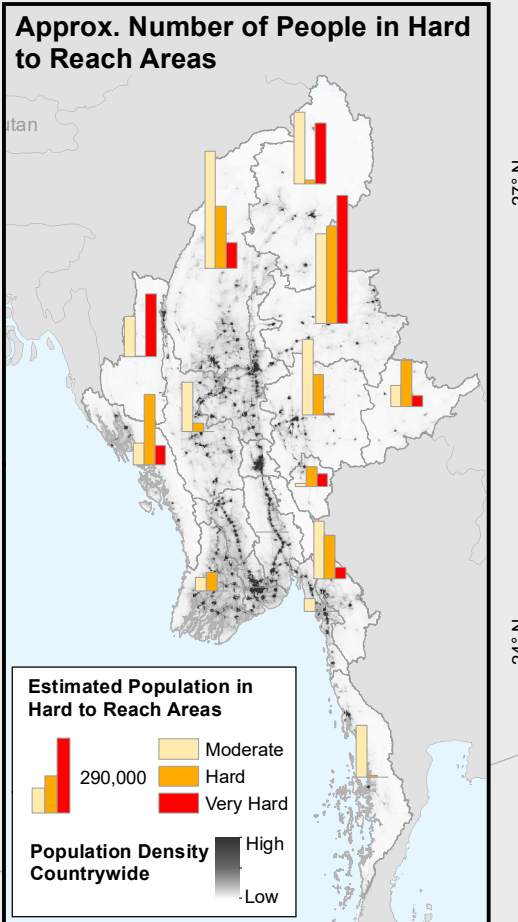 Approx. Number of People in Hard
to Reach Areas
utan
Estimated Population in
Hard to Reach Areas
290,000
Moderate
Hard
Very Hard
Population Density
Countrywide
High
Low